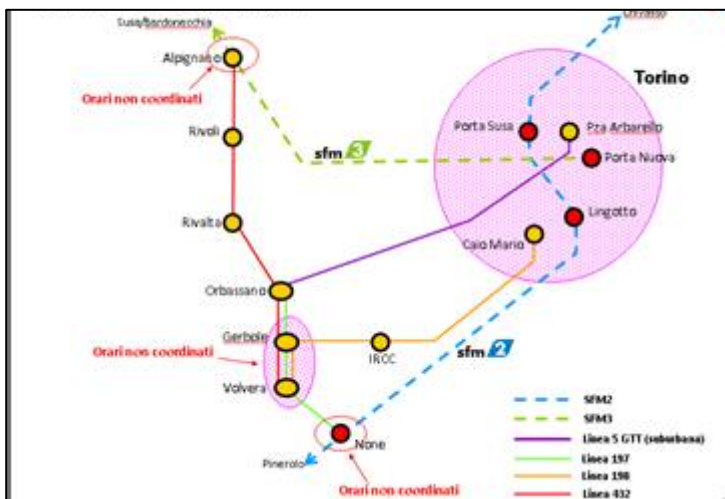 Susa/Bardonecchia
Chivasso
Alpignano
Torino
Orari non coordinati
Rivoli
Porta Susa
Pza Arbarello
sfm 3
Porta Nuova
Rivalta
Lingotto
Caio Mario
Orbassano
Gerbole
Orari non coordinati
IRCC
sfm 2
Volvera
SFM2
SFM3
None
Linea 5 GTT (suburbana)
Pinerolo
Linea 197
Linea 198
Orari non coordinati
Linea 432